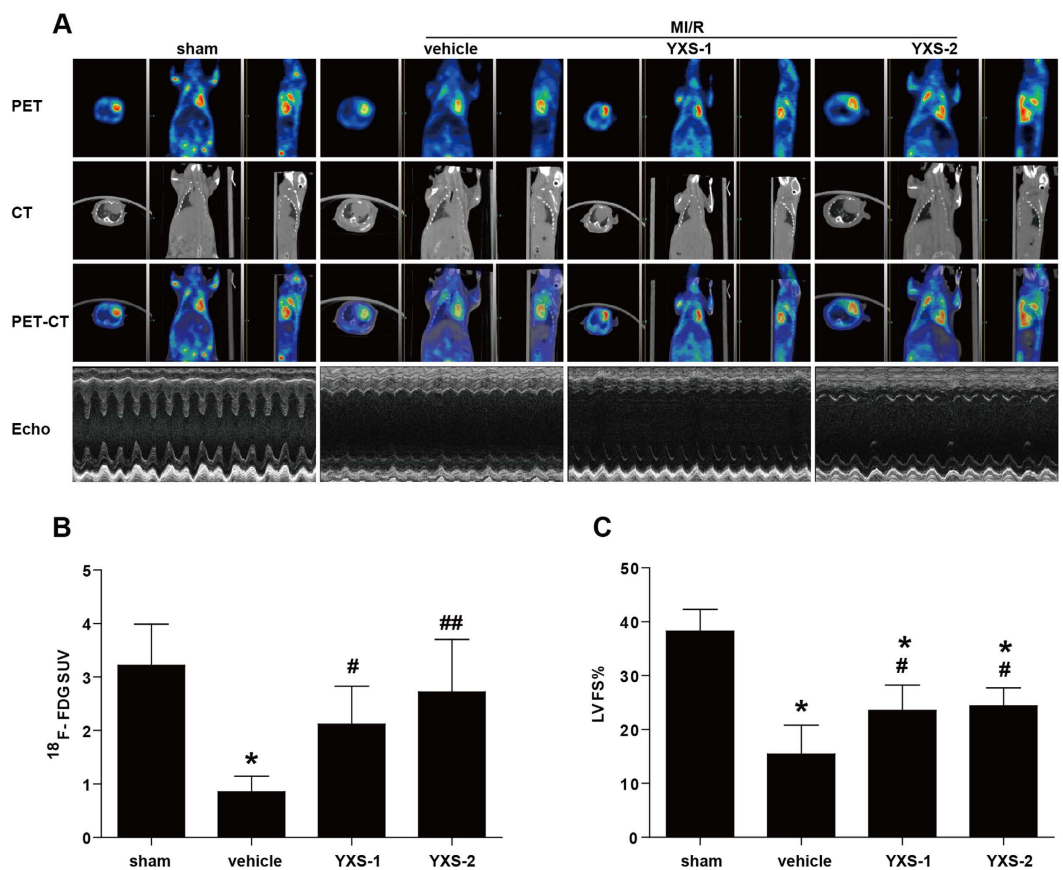 A
MI/R
sham vehicle YXS-1 YXS-2
PET
CT
PET-CT
Echo
B
18F-FDG SUV
5
4
3
2
1
0
*
#
##
sham vehicle YXS-1 YXS-2
C
LV FS%
50
40
30
20
10
0
*
*
#
*
#
sham vehicle YXS-1 YXS-2